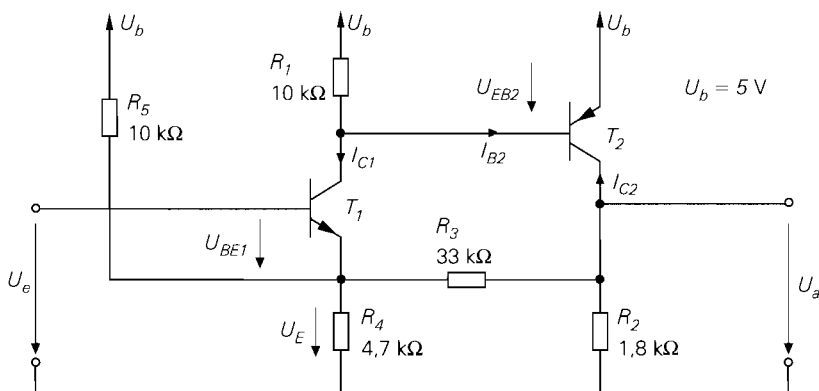 U_b
U_b
U_b
R_1
10 kΩ
U_EB2
U_b = 5 V
R_5
10 kΩ
T_2
I_C1
I_B2
I_C2
T_1
R_3
33 kΩ
U_BE1
U_e
U_a
U_E
R_4
4,7 kΩ
R_2
1,8 kΩ